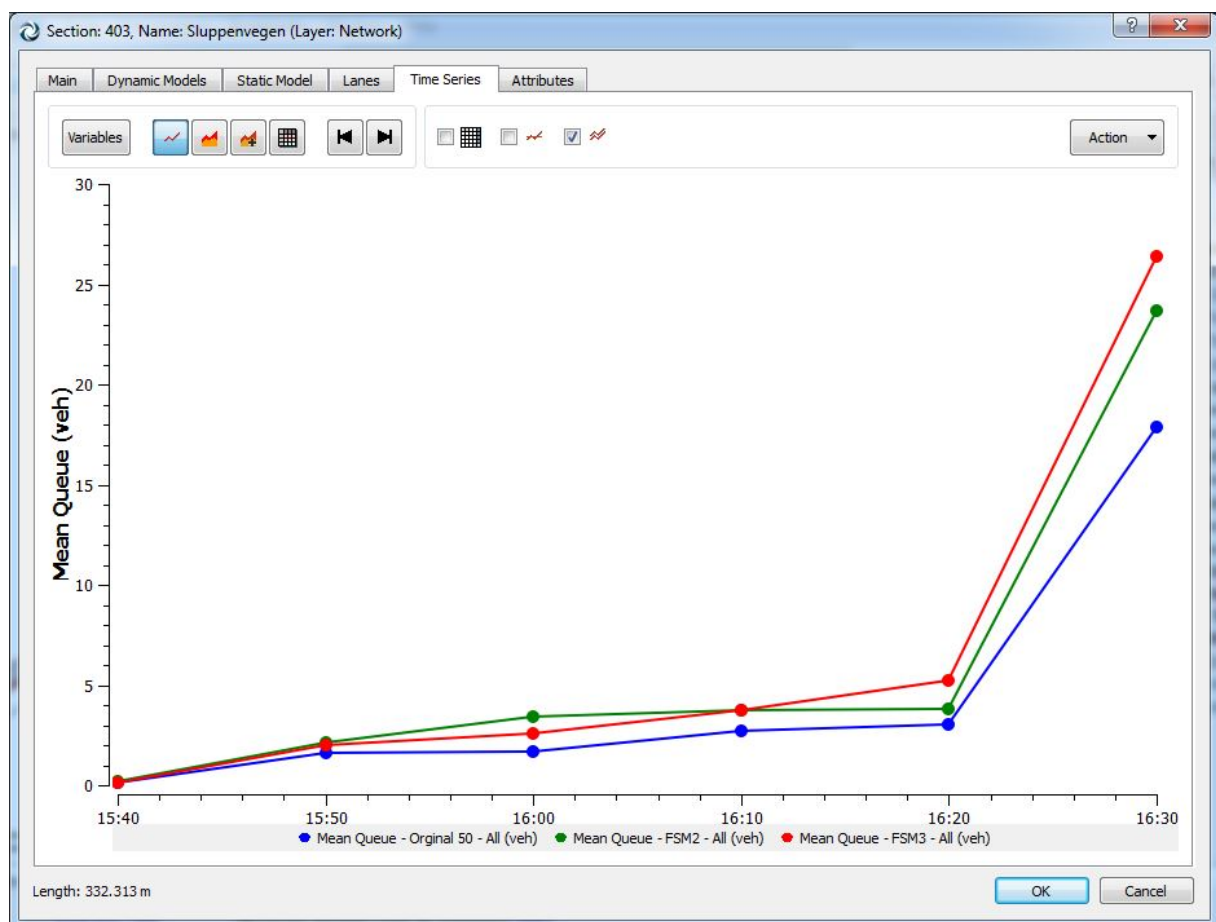 Section: 403, Name: Sluppenvegen (Layer: Network)
?
X
Main Dynamic Models Static Model Lanes Time Series Attributes
Variables
Action
30
25
20
15
10
5
0
Mean Queue (veh)
15:40 15:50 16:00 16:10 16:20 16:30
Mean Queue - Orginal 50 - All (veh) Mean Queue - FSM2 - All (veh) Mean Queue - FSM3 - All (veh)
Length: 332.313 m
OK Cancel